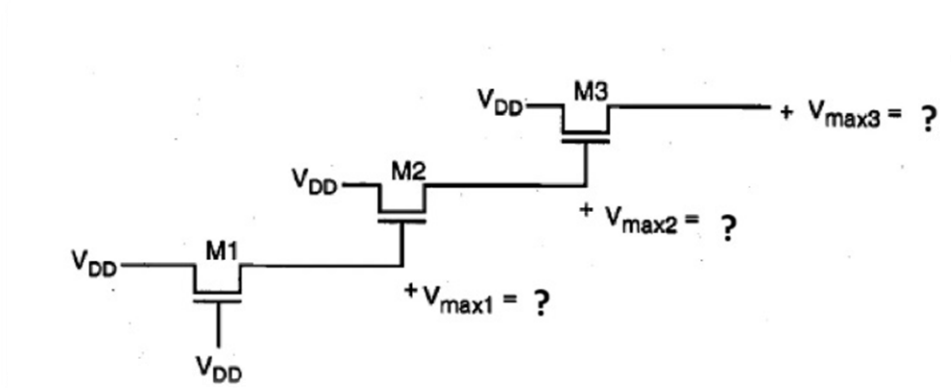 M3
VDD + Vmax3 = ?
M2
VDD
+ Vmax2 = ?
M1
VDD
+ Vmax1 = ?
VDD